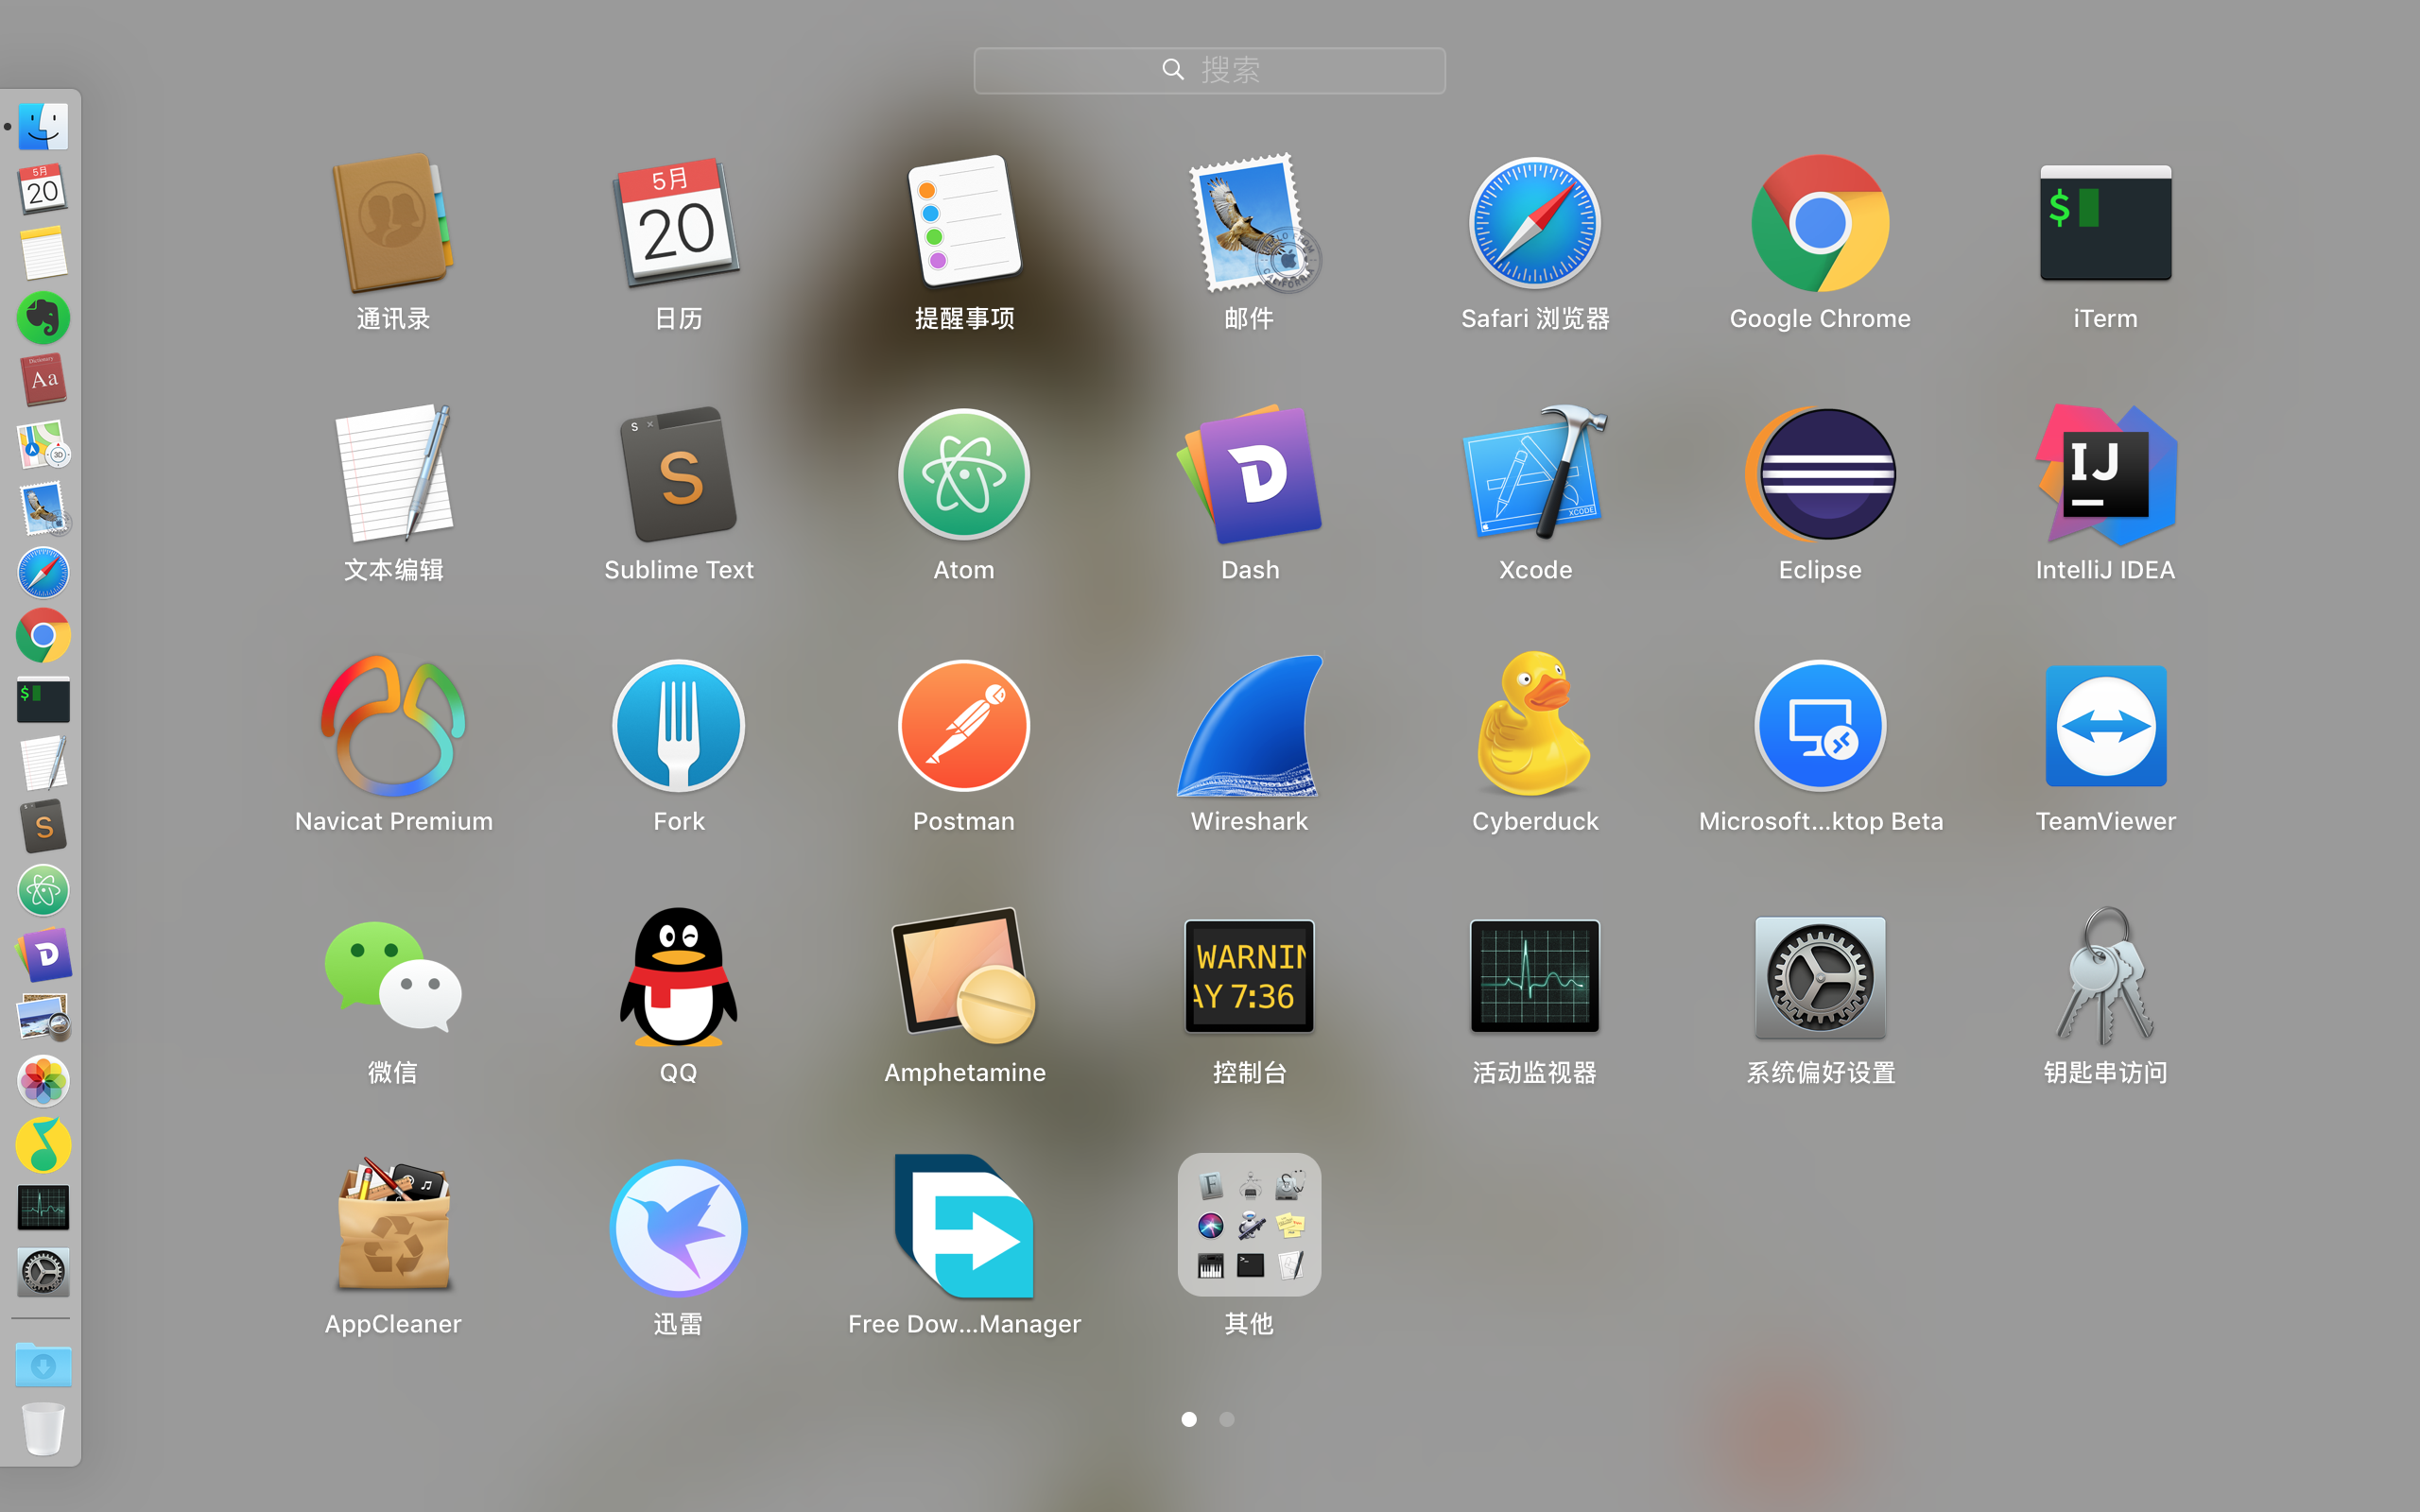 搜索
5月
20
通讯录
5月
20
日历
提醒事项
邮件
Safari 浏览器
Google Chrome
$
iTerm
文本编辑
S
S
Sublime Text
Atom
D
Dash
XCODE
Xcode
Eclipse
IJ
IntelliJ IDEA
Navicat Premium
Fork
Postman
Wireshark
Cyberduck
Microsoft...ktop Beta
TeamViewer
微信
QQ
Amphetamine
WARNIN
AY 7:36
控制台
活动监视器
系统偏好设置
钥匙串访问
AppCleaner
迅雷
Free Dow...Manager
F
其他
Dictionary
Aa
3D
$
S
D